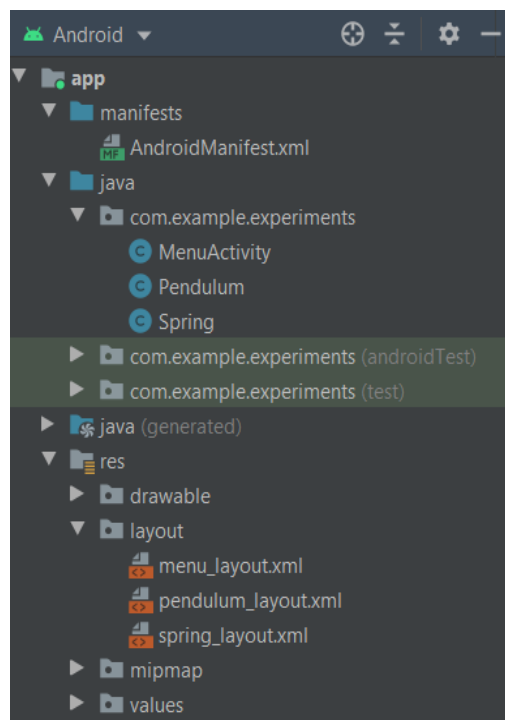 Android
app
manifests
MF AndroidManifest.xml
java
com.example.experiments
C MenuActivity
C Pendulum
C Spring
com.example.experiments (androidTest)
com.example.experiments (test)
java (generated)
res
drawable
layout
<> menu_layout.xml
<> pendulum_layout.xml
<> spring_layout.xml
mipmap
values